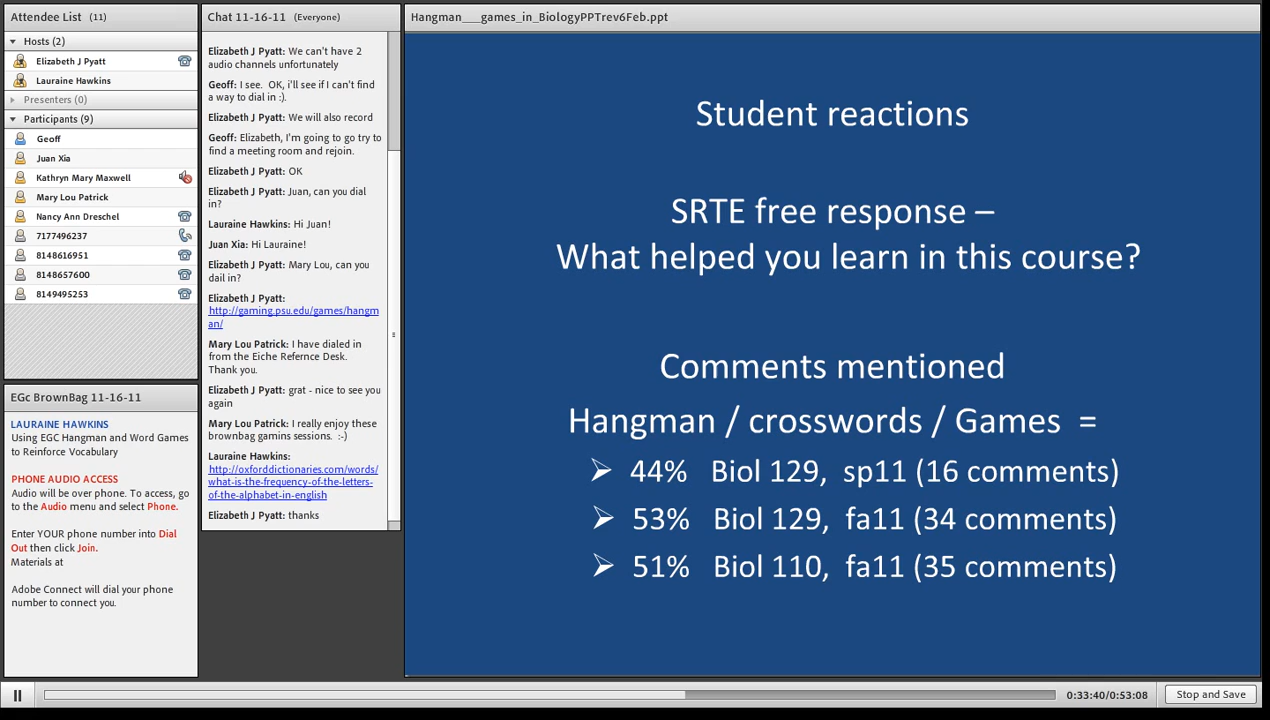 Attendee List (11)
Hosts (2)
Elizabeth J Pyatt
Lauraine Hawkins
Presenters (0)
Participants (9)
Geoff
Juan Xia
Kathryn Mary Maxwell
Mary Lou Patrick
Nancy Ann Dreschel
7177496237
8148616951
8148657600
8149495253
EGc BrownBag 11-16-11
LAURAINE HAWKINS
Using EGC Hangman and Word Games
to Reinforce Vocabulary
PHONE AUDIO ACCESS
Audio will be over phone. To access, go
to the Audio menu and select Phone.
Enter YOUR phone number into Dial
Out then click Join.
Materials at
Adobe Connect will dial your phone
number to connect you.
Chat 11-16-11 (Everyone)
Elizabeth J Pyatt: We can't have 2
audio channels unfortunately
Geoff: I see. OK, i'll see if I can't find
a way to dial in :).
Elizabeth J Pyatt: We will also record
Geoff: Elizabeth, I'm going to go try to
find a meeting room and rejoin.
Elizabeth J Pyatt: OK
Elizabeth J Pyatt: Juan, can you dial
in?
Lauraine Hawkins: Hi Juan!
Juan Xia: Hi Lauraine!
Elizabeth J Pyatt: Mary Lou, can you
dail in?
Elizabeth J Pyatt:
http://gaming.psu.edu/games/hangm
an/
Mary Lou Patrick: I have dialed in
from the Eiche Refernce Desk.
Thank you.
Elizabeth J Pyatt: grat - nice to see you
again
Mary Lou Patrick: I really enjoy these
brownbag gamins sessions. :-)
Lauraine Hawkins:
http://oxforddictionaries.com/words/
what-is-the-frequency-of-the-letters-
of-the-alphabet-in-english
Elizabeth J Pyatt: thanks
Hangman___games_in_BiologyPPTrev6Feb.ppt
Student reactions
SRTE free response –
What helped you learn in this course?
Comments mentioned
Hangman / crosswords / Games =
➢ 44% Biol 129, sp11 (16 comments)
➢ 53% Biol 129, fa11 (34 comments)
➢ 51% Biol 110, fa11 (35 comments)
0:33:40/0:53:08
Stop and Save